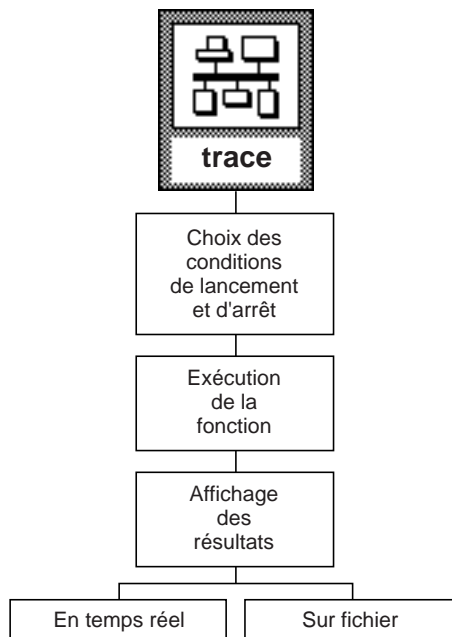 trace
Choix des
conditions
de lancement
et d'arrêt
Exécution
de la
fonction
Affichage
des
résultats
En temps réel
Sur fichier